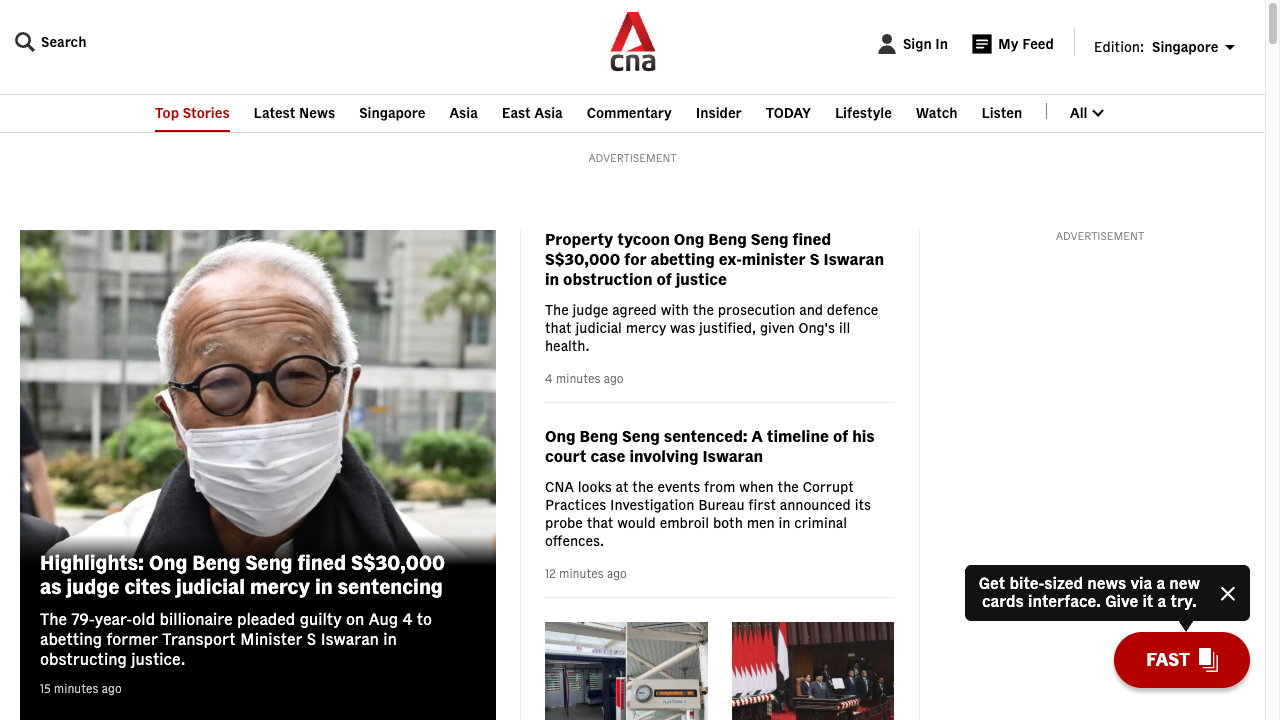 Search
cna
Sign In
My Feed
Edition: Singapore
Top Stories
Latest News
Singapore
Asia
East Asia
Commentary
Insider
TODAY
Lifestyle
Watch
Listen
All
ADVERTISEMENT
Highlights: Ong Beng Seng fined S$30,000
as judge cites judicial mercy in sentencing
The 79-year-old billionaire pleaded guilty on Aug 4 to
abetting former Transport Minister S Iswaran in
obstructing justice.
15 minutes ago
Property tycoon Ong Beng Seng fined
S$30,000 for abetting ex-minister S Iswaran
in obstruction of justice
The judge agreed with the prosecution and defence
that judicial mercy was justified, given Ong's ill
health.
4 minutes ago
Ong Beng Seng sentenced: A timeline of his
court case involving Iswaran
CNA looks at the events from when the Corrupt
Practices Investigation Bureau first announced its
probe that would embroil both men in criminal
offences.
12 minutes ago
ADVERTISEMENT
Get bite-sized news via a new
cards interface. Give it a try.
FAST